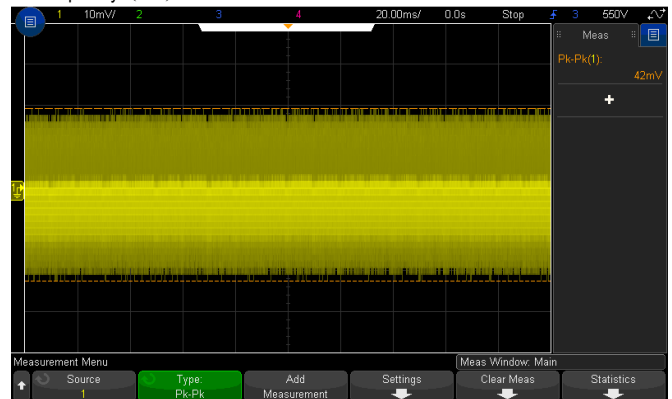 1 10mV/ 2 3 4 20.00ms/ 0.0s Stop 3 550V
Meas
Pk-Pk(1):
42mV
+
Measurement Menu
Meas Window: Main
Source Type: Add Settings Clear Meas Statistics
1 Pk-Pk Measurement